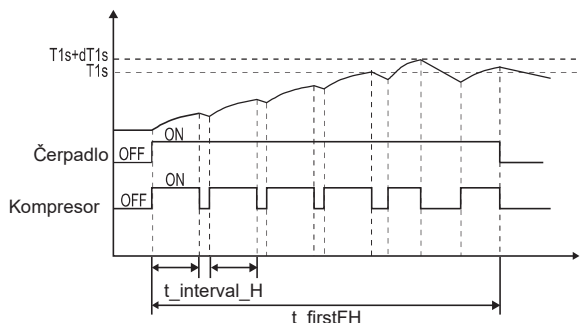 T1s+dT1s
T1s
ON
Čerpadlo OFF
ON
Kompresor OFF
t_interval_H
t_firstFH